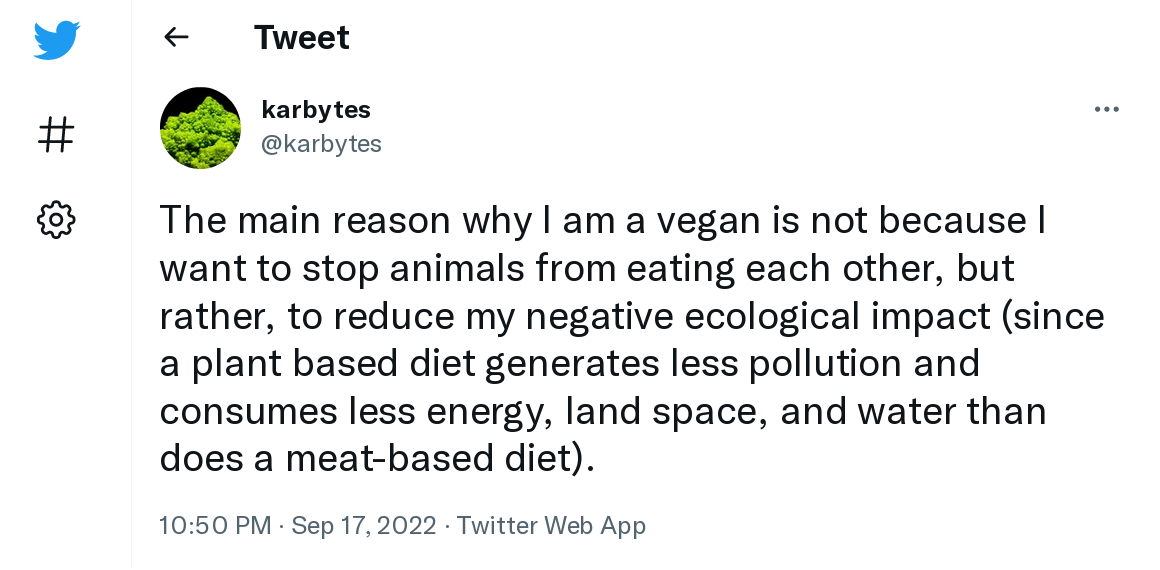 Tweet
karbytes
@karbytes
The main reason why I am a vegan is not because I
want to stop animals from eating each other, but
rather, to reduce my negative ecological impact (since
a plant based diet generates less pollution and
consumes less energy, land space, and water than
does a meat-based diet).
10:50 PM · Sep 17, 2022 · Twitter Web App